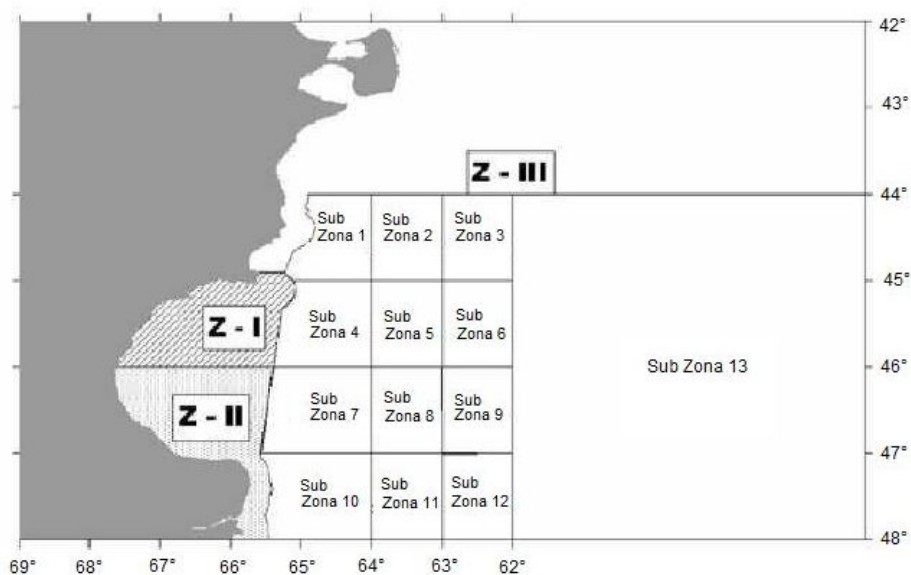 42°
43°
Z - III
44°
Sub
Zona 1
Sub
Zona 2
Sub
Zona 3
45°
Z - I
Sub
Zona 4
Sub
Zona 5
Sub
Zona 6
46°
Sub Zona 13
Z - II
Sub
Zona 7
Sub
Zona 8
Sub
Zona 9
47°
Sub
Zona 10
Sub
Zona 11
Sub
Zona 12
48°
69°
68°
67°
66°
65°
64°
63°
62°